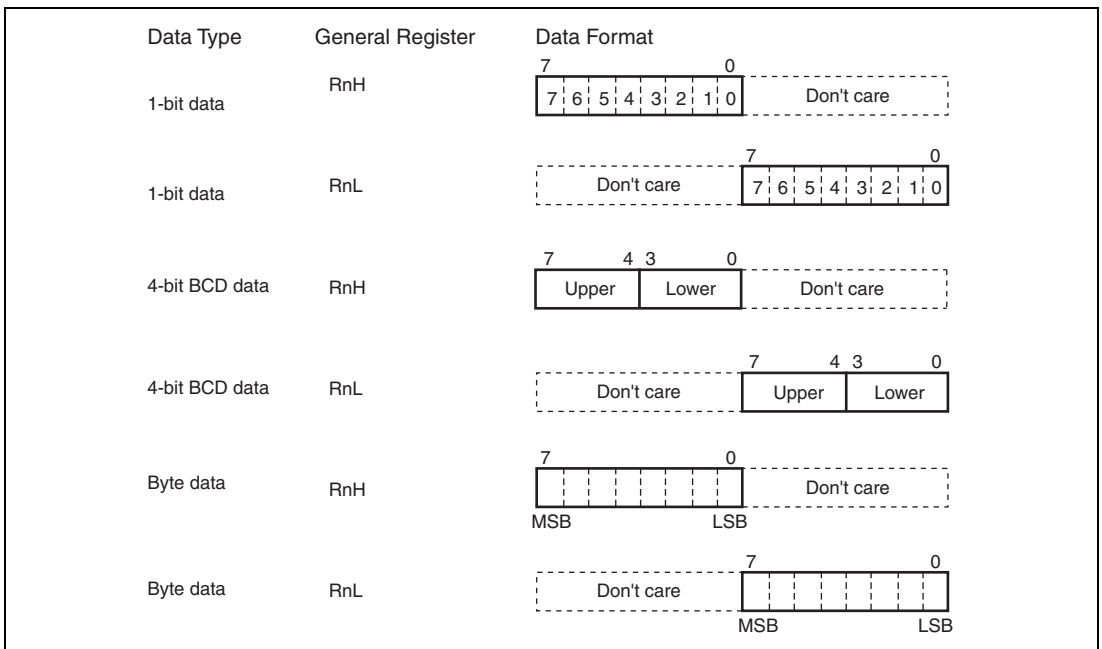 Data Type General Register Data Format
7 0
1-bit data RnH 7 6 5 4 3 2 1 0 Don't care
7 0
1-bit data RnL Don't care 7 6 5 4 3 2 1 0
7 4 3 0
4-bit BCD data RnH Upper Lower Don't care
7 4 3 0
4-bit BCD data RnL Don't care Upper Lower
7 0
Byte data RnH Don't care
MSB LSB
7 0
Byte data RnL Don't care
MSB LSB